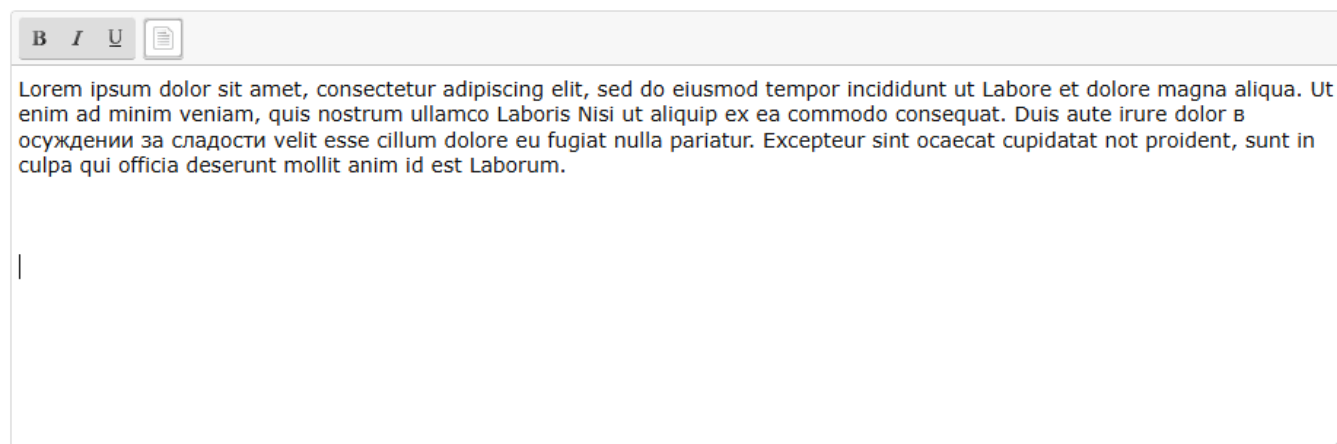 B I U
Lorem ipsum dolor sit amet, consectetur adipiscing elit, sed do eiusmod tempor incididunt ut Labore et dolore magna aliqua. Ut
enim ad minim veniam, quis nostrum ullamco Laboris Nisi ut aliquip ex ea commodo consequat. Duis aute irure dolor в
осуждении за сладости velit esse cillum dolore eu fugiat nulla pariatur. Excepteur sint ocaecat cupidatat not proident, sunt in
culpa qui officia deserunt mollit anim id est Laborum.